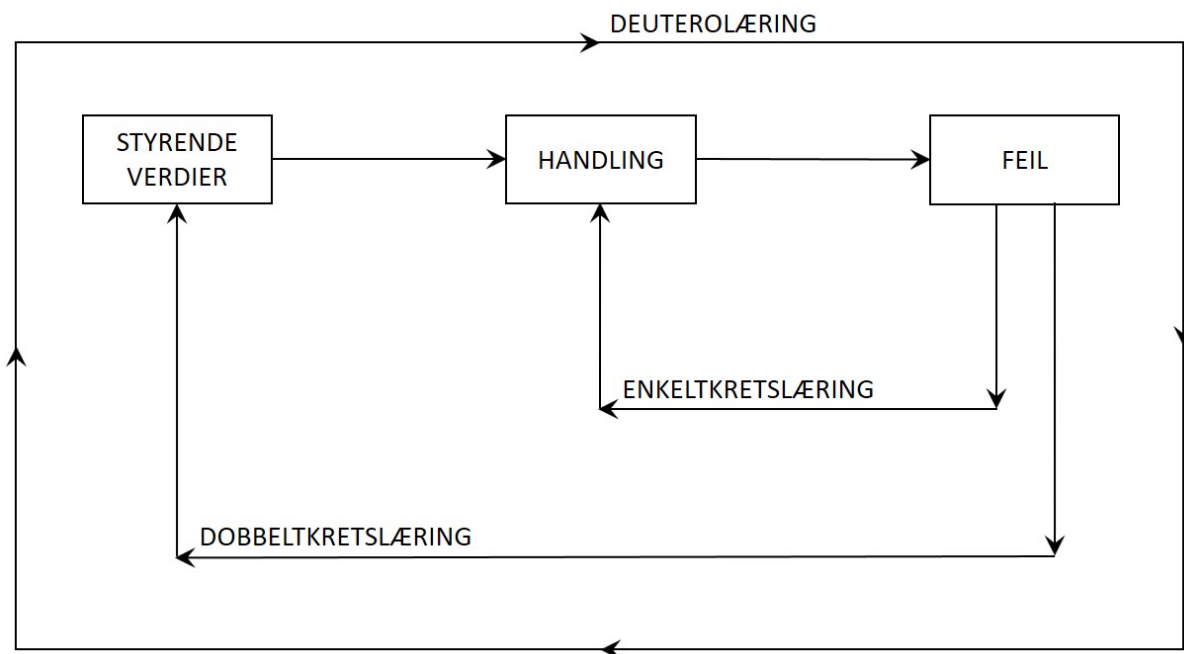 DEUTEROLÆRING
STYRENDE
VERDIER
HANDLING
FEIL
ENKELTKRETSLÆRING
DOBBELTKRETSLÆRING